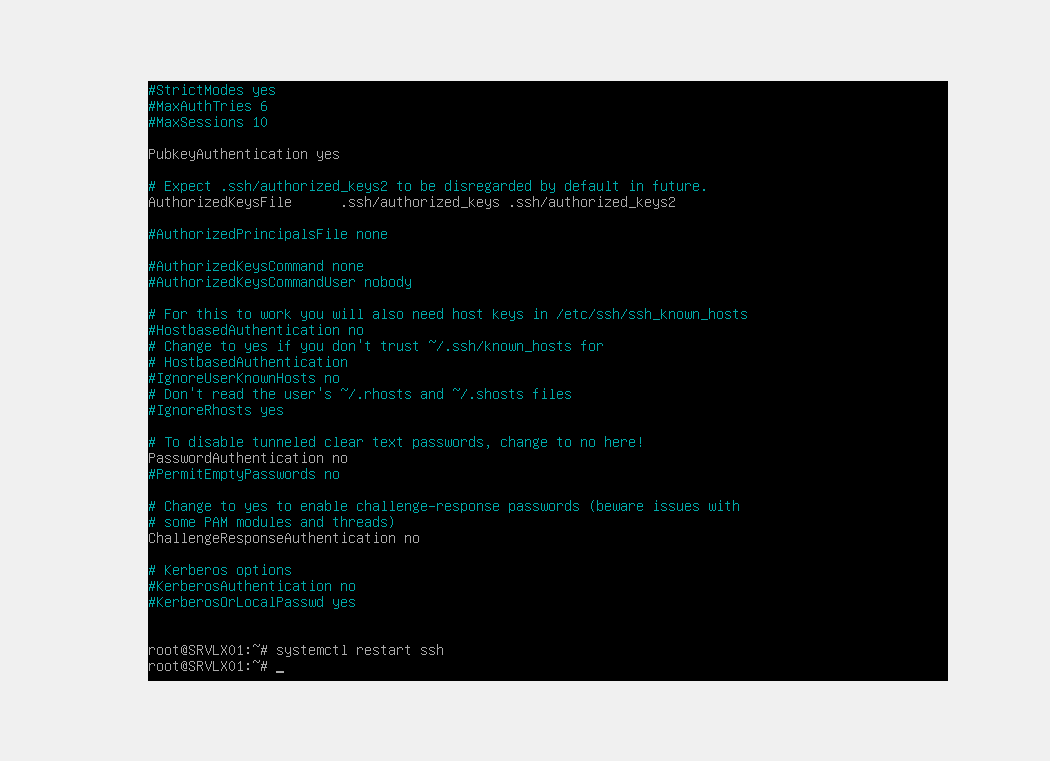 #StrictModes yes
#MaxAuthTries 6
#MaxSessions 10
PubkeyAuthentication yes
# Expect .ssh/authorized_keys2 to be disregarded by default in future.
AuthorizedKeysFile      .ssh/authorized_keys .ssh/authorized_keys2
#AuthorizedPrincipalsFile none
#AuthorizedKeysCommand none
#AuthorizedKeysCommandUser nobody
# For this to work you will also need host keys in /etc/ssh/ssh_known_hosts
#HostbasedAuthentication no
# Change to yes if you don't trust ~/.ssh/known_hosts for
# HostbasedAuthentication
#IgnoreUserKnownHosts no
# Don't read the user's ~/.rhosts and ~/.shosts files
#IgnoreRhosts yes
# To disable tunneled clear text passwords, change to no here!
PasswordAuthentication no
#PermitEmptyPasswords no
# Change to yes to enable challenge-response passwords (beware issues with
# some PAM modules and threads)
ChallengeResponseAuthentication no
# Kerberos options
#KerberosAuthentication no
#KerberosOrLocalPasswd yes
root@SRVLX01:~# systemctl restart ssh
root@SRVLX01:~# _